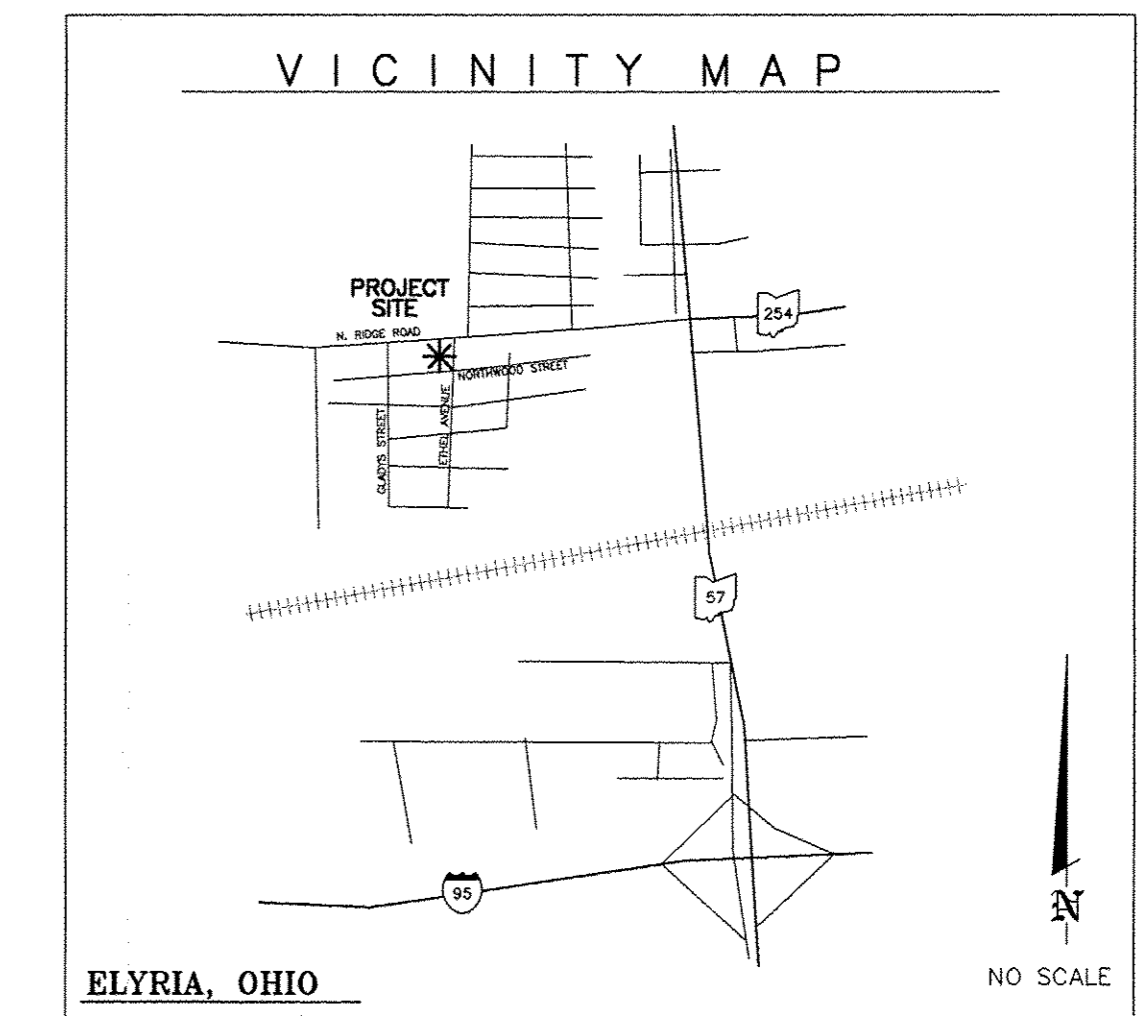 VICINITY MAP
PROJECT
SITE
N. RIDGE ROAD
254
NORTHWOOD STREET
GLADYS STREET
ETHEL AVENUE
57
95
N
ELYRIA, OHIO
NO SCALE